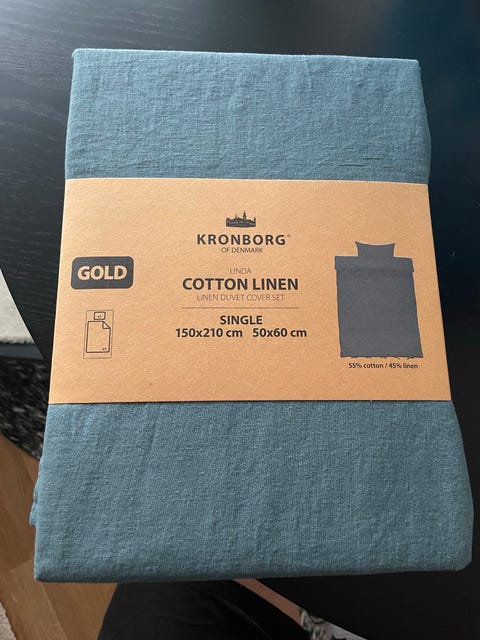 KRONBORG®
OF DENMARK
GOLD
LINDA
COTTON LINEN
LINEN DUVET COVER SET
SINGLE
150x210 cm 50x60 cm
55% cotton / 45% linen